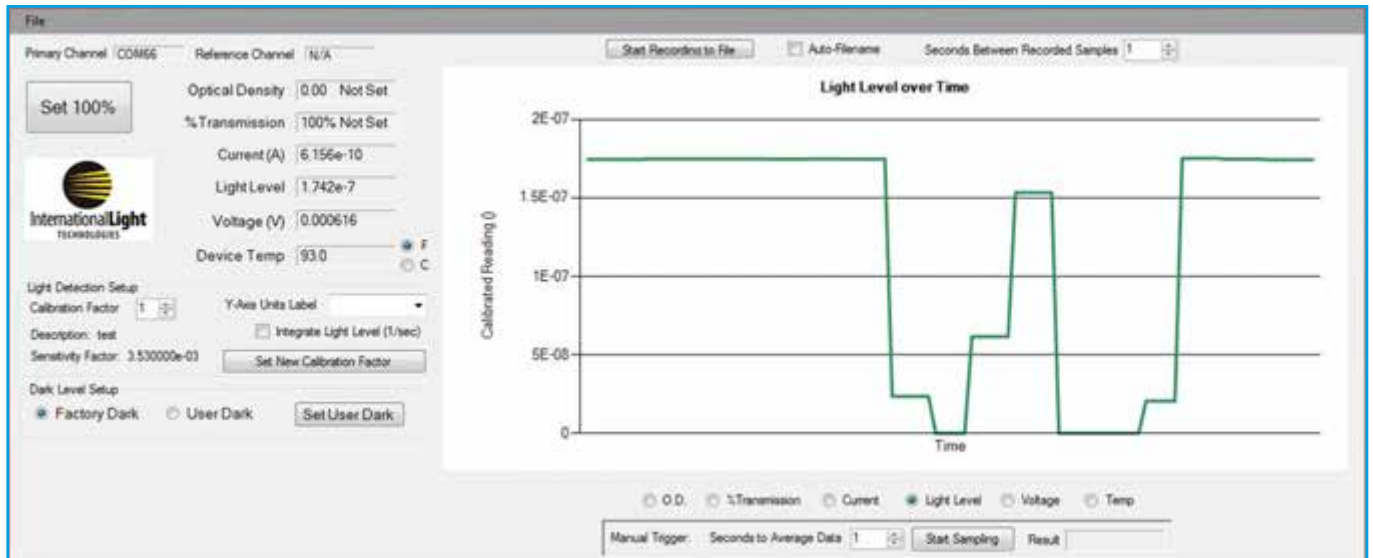 File
Primary Channel COM66 Reference Channel N/A
Start Recording to File Auto-Filename Seconds Between Recorded Samples 1
Set 100%
Optical Density 0.00 Not Set
%Transmission 100% Not Set
Current (A) 6.156e-10
Light Level 1.742e-7
Voltage (V) 0.000616
Device Temp 93.0 F
C
InternationalLight
TECHNOLOGIES
Light Detection Setup
Calibration Factor 1 Y-Axis Units Label
Integrate Light Level (1/sec)
Description: test
Sensitivity Factor: 3.530000e-03 Set New Calibration Factor
Dark Level Setup
Factory Dark User Dark Set User Dark
Light Level over Time
2E-07
1.5E-07
1E-07
5E-08
0
Calibrated Reading ()
Time
O.D. %Transmission Current Light Level Voltage Temp
Manual Trigger: Seconds to Average Data 1 Start Sampling Result